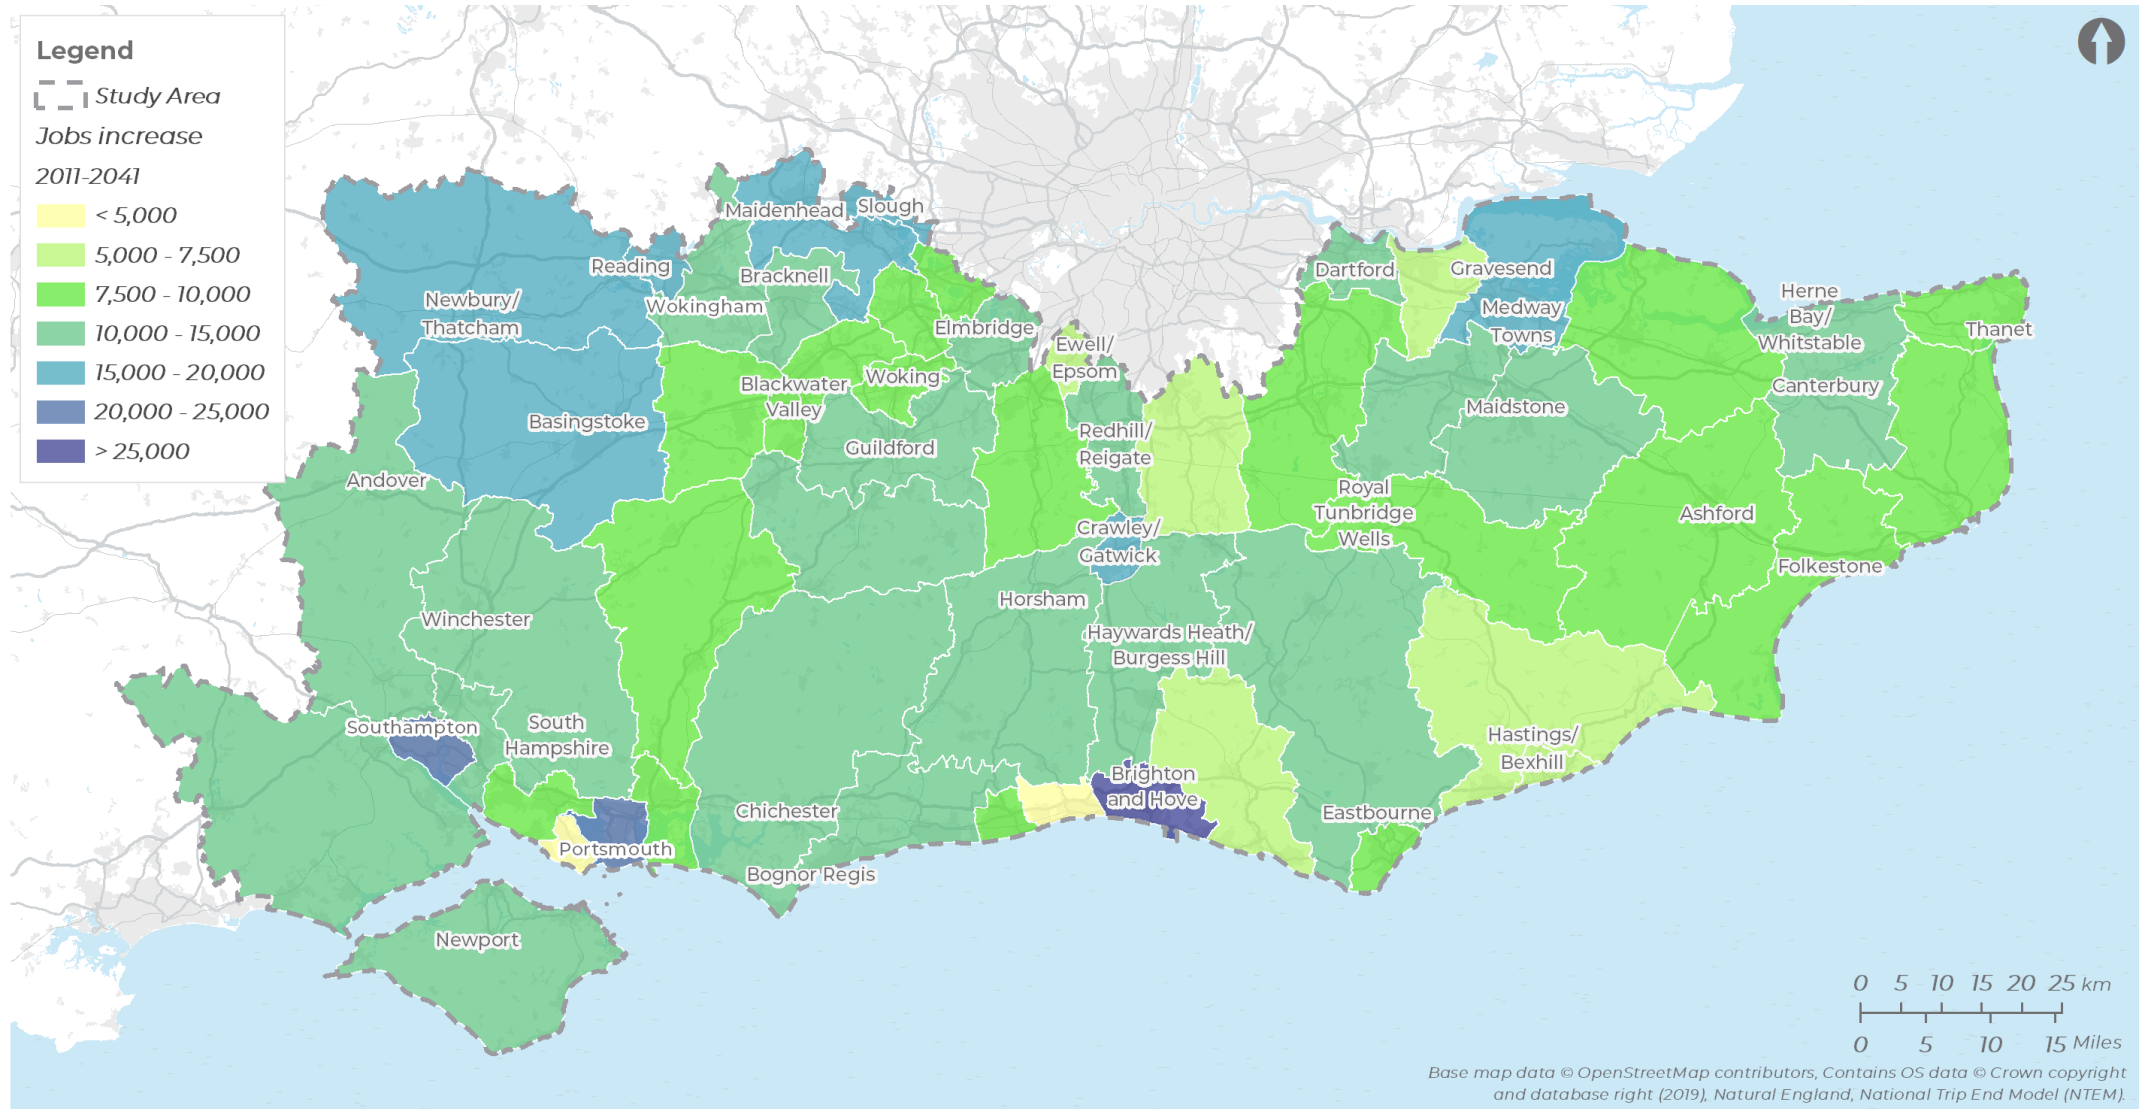 Legend
Study Area
Jobs increase
2011-2041
< 5,000
5,000 - 7,500
7,500 - 10,000
10,000 - 15,000
15,000 - 20,000
20,000 - 25,000
> 25,000
Maidenhead
Slough
Reading
Bracknell
Wokingham
Newbury/
Thatcham
Elmbridge
Ewell/
Epsom
Dartford
Gravesend
Medway
Towns
Herne
Bay/
Whitstable
Thanet
Canterbury
Blackwater
Valley
Woking
Basingstoke
Guildford
Redhill/
Reigate
Maidstone
Andover
Royal
Tunbridge
Wells
Ashford
Crawley/
Gatwick
Folkestone
Horsham
Winchester
Haywards Heath/
Burgess Hill
Southampton
South
Hampshire
Hastings/
Bexhill
Brighton
and Hove
Chichester
Eastbourne
Portsmouth
Bognor Regis
Newport
0 5 10 15 20 25 km
0 5 10 15 Miles
Base map data © OpenStreetMap contributors, Contains OS data © Crown copyright
and database right (2019), Natural England, National Trip End Model (NTEM).